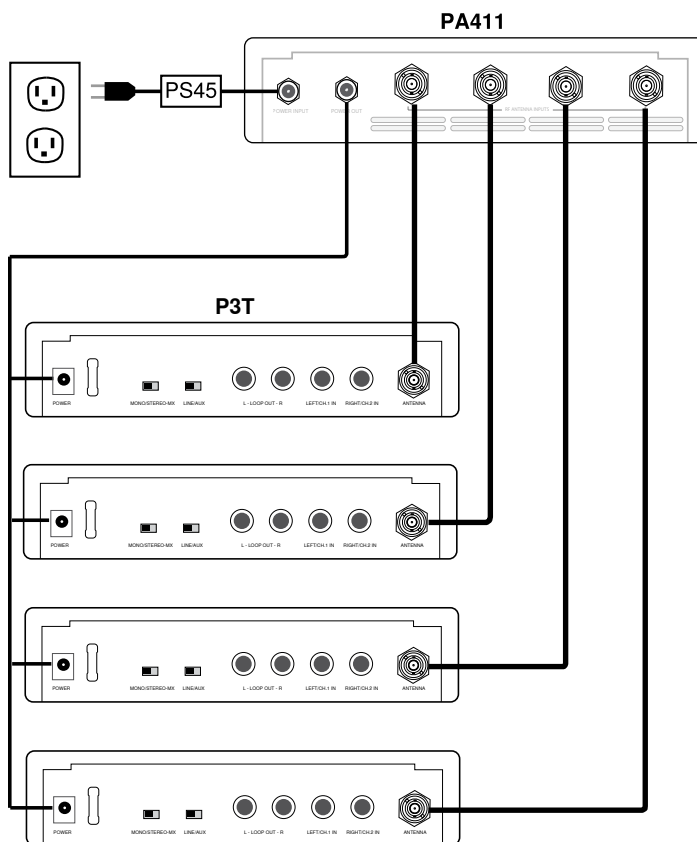 PA411
PS45
POWER INPUT
POWER OUT
RF ANTENNA INPUTS
P3T
POWER
MONO/STEREO-MX
LINE/AUX
L - LOOP OUT - R
LEFT/CH.1 IN
RIGHT/CH.2 IN
ANTENNA
POWER
MONO/STEREO-MX
LINE/AUX
L - LOOP OUT - R
LEFT/CH.1 IN
RIGHT/CH.2 IN
ANTENNA
POWER
MONO/STEREO-MX
LINE/AUX
L - LOOP OUT - R
LEFT/CH.1 IN
RIGHT/CH.2 IN
ANTENNA
POWER
MONO/STEREO-MX
LINE/AUX
L - LOOP OUT - R
LEFT/CH.1 IN
RIGHT/CH.2 IN
ANTENNA